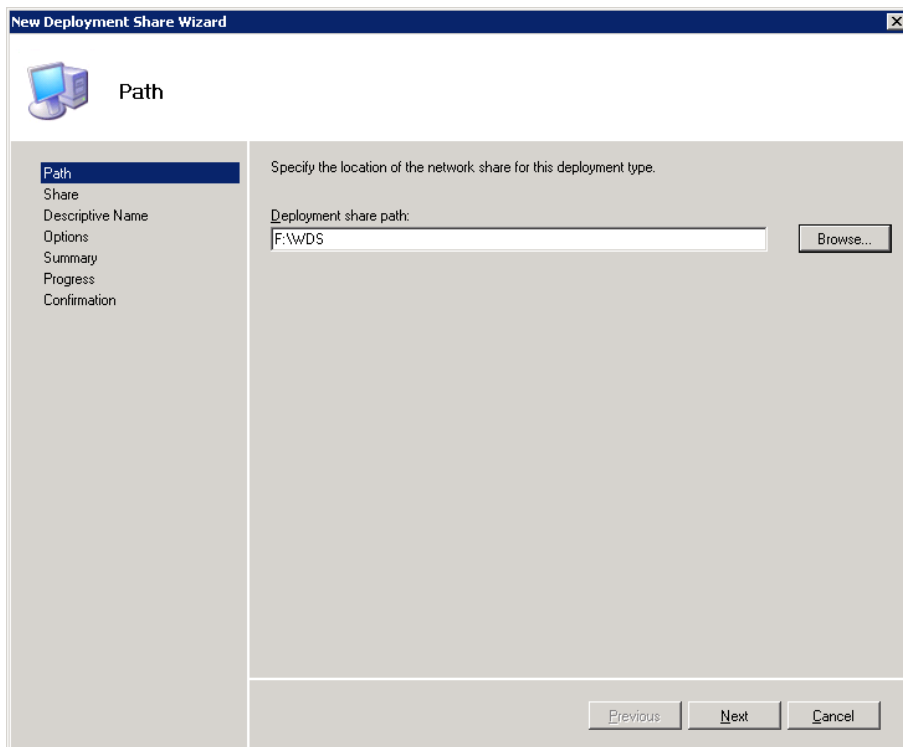 New Deployment Share Wizard
Path
Path
Share
Descriptive Name
Options
Summary
Progress
Confirmation
Specify the location of the network share for this deployment type.
Deployment share path:
F:\WDS
Browse...
Previous
Next
Cancel